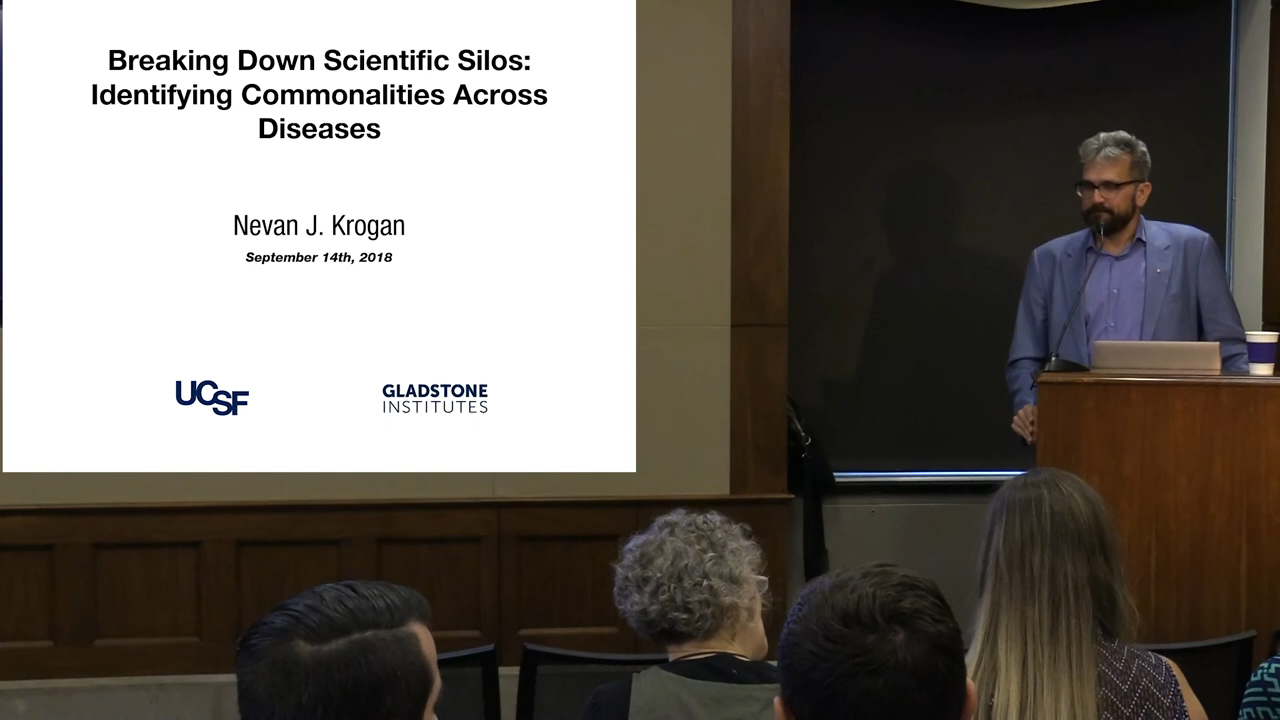 Breaking Down Scientific Silos:
Identifying Commonalities Across
Diseases
Nevan J. Krogan
September 14th, 2018
UCSF
GLADSTONE
INSTITUTES